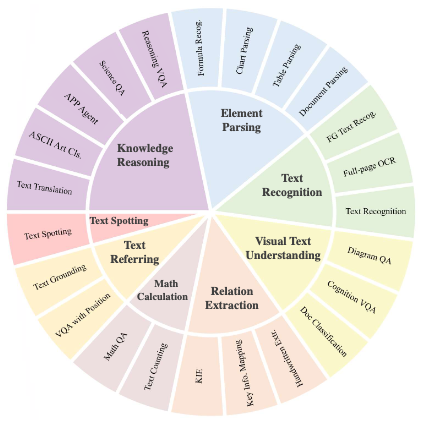 Formula Recog.
Chart Parsing
Table Parsing
Document Parsing
Element
Parsing
FG Text Recog.
Full-page OCR
Text Recognition
Text
Recognition
Diagram QA
Cognition VQA
Doc Classification
Visual Text
Understanding
Handwritten Extr.
Key Info. Mapping
KIE
Relation
Extraction
Text Counting
Math QA
Math
Calculation
VQA with Position
Text Grounding
Text
Referring
Text Spotting
Text Spotting
Text Translation
ASCII Art Cls.
APP Agent
Science QA
Reasoning VQA
Knowledge
Reasoning